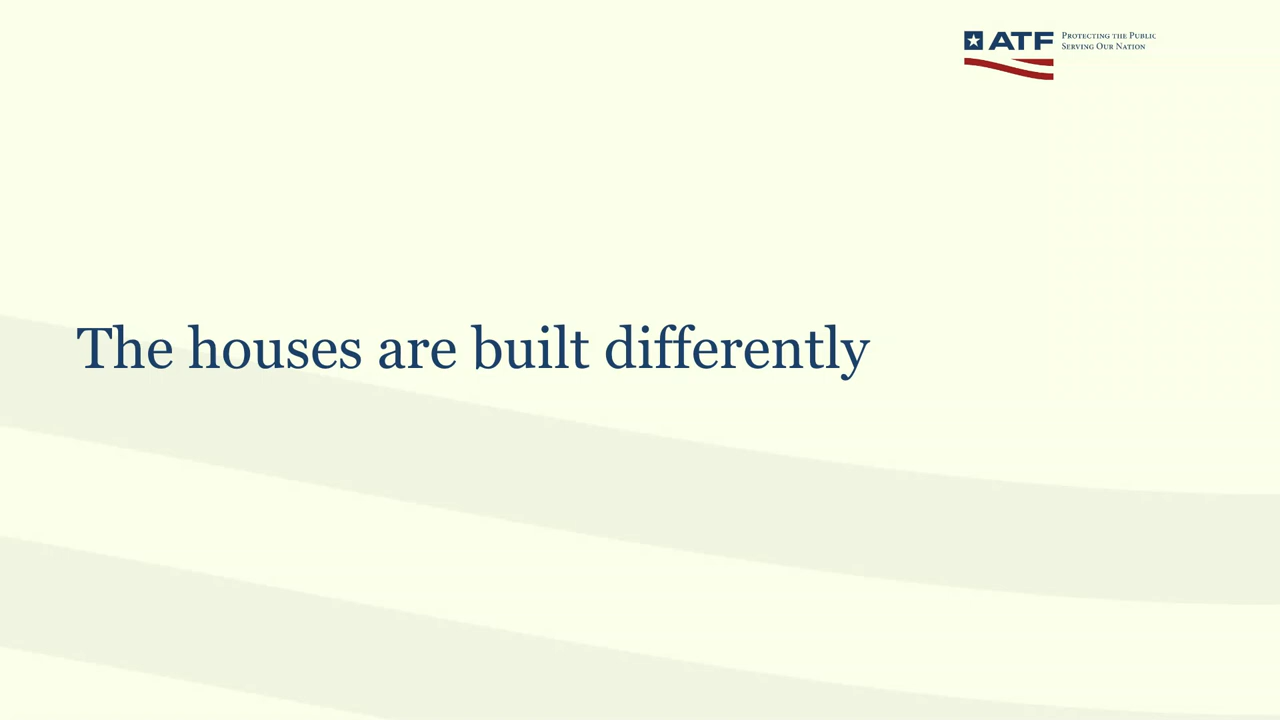 ATF
PROTECTING THE PUBLIC
SERVING OUR NATION
The houses are built differently